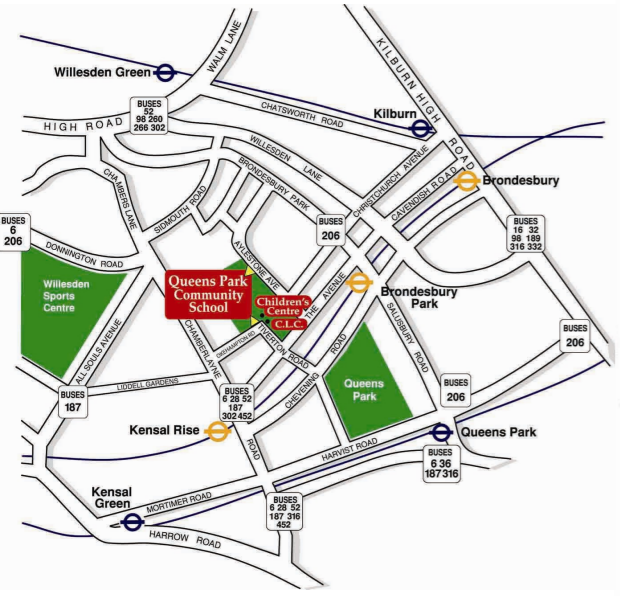 WALM LANE
KILBURN HIGH ROAD
Willesden Green
BUSES
52
98 260
266 302
CHATSWORTH ROAD
Kilburn
HIGH ROAD
WILLESDEN LANE
CHRISTCHURCH AVENUE
BRONDESBURY PARK
CHAMBERS LANE
SIDMOUTH ROAD
CAVENDISH ROAD
Brondesbury
BUSES
6
206
BUSES
206
BUSES
16 32
98 189
316 332
DONNINGTON ROAD
AYLESTONE AVE
Willesden
Sports
Centre
Queens Park
Community
School
Children's
Centre
C.L.C.
THE AVENUE
Brondesbury
Park
SALUSBURY ROAD
ALL SOULS AVENUE
CHAMBERLAYNE ROAD
OKEHAMPTON RD
TIVERTON ROAD
CHEVENING ROAD
BUSES
206
LIDDELL GARDENS
BUSES
187
BUSES
6 28 52
187
302 452
Queens
Park
BUSES
206
Kensal Rise
Queens Park
HARVIST ROAD
BUSES
6 36
187 316
Kensal
Green
MORTIMER ROAD
BUSES
6 28 52
187 316
452
HARROW ROAD